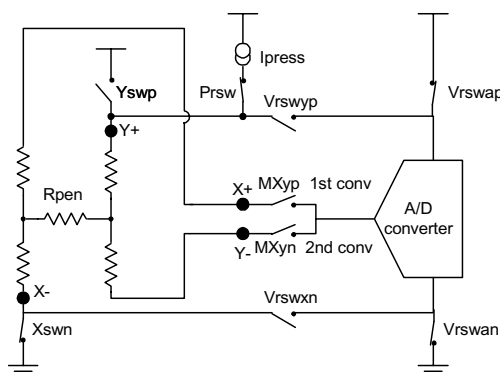 Ipress
Yswp
Prsw
Vrswyp
Vrswap
Y+
Rpen
X+
MXyp
1st conv
A/D
converter
Y-
MXyn
2nd conv
X-
Vrswxn
Xswn
Vrswan